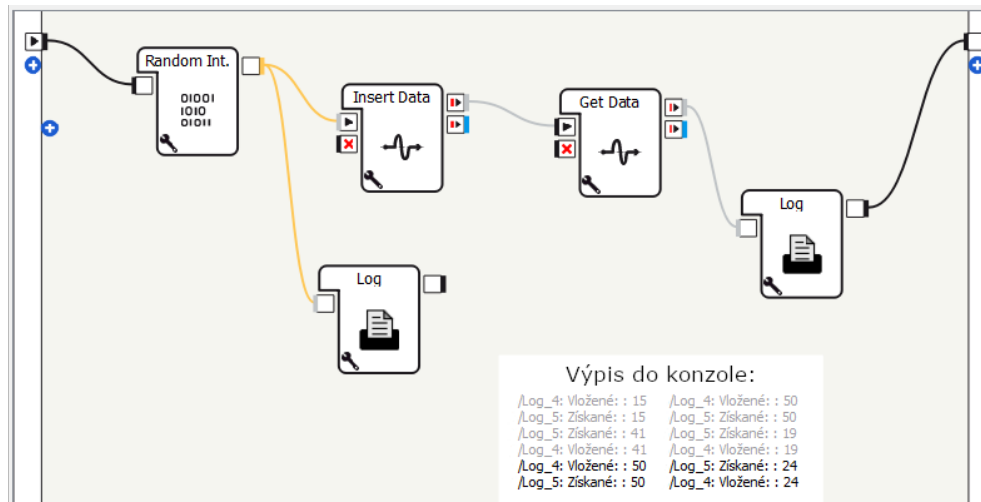 Random Int.
01001
1010
01011
Insert Data
Get Data
Log
Log
Výpis do konzole:
/Log_4: Vložené: : 15
/Log_5: Získané: : 15
/Log_5: Získané: : 41
/Log_4: Vložené: : 41
/Log_4: Vložené: : 50
/Log_5: Získané: : 50
/Log_4: Vložené: : 50
/Log_5: Získané: : 50
/Log_5: Získané: : 19
/Log_4: Vložené: : 19
/Log_5: Získané: : 24
/Log_4: Vložené: : 24